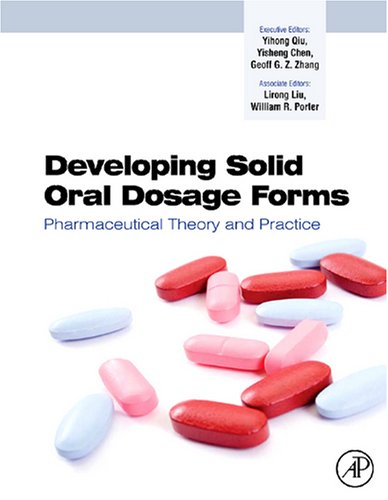 Executive Editors:
Yihong Qiu,
Yisheng Chen,
Geoff G. Z. Zhang
Associate Editors:
Lirong Liu,
William R. Porter
Developing Solid
Oral Dosage Forms
Pharmaceutical Theory and Practice
AP